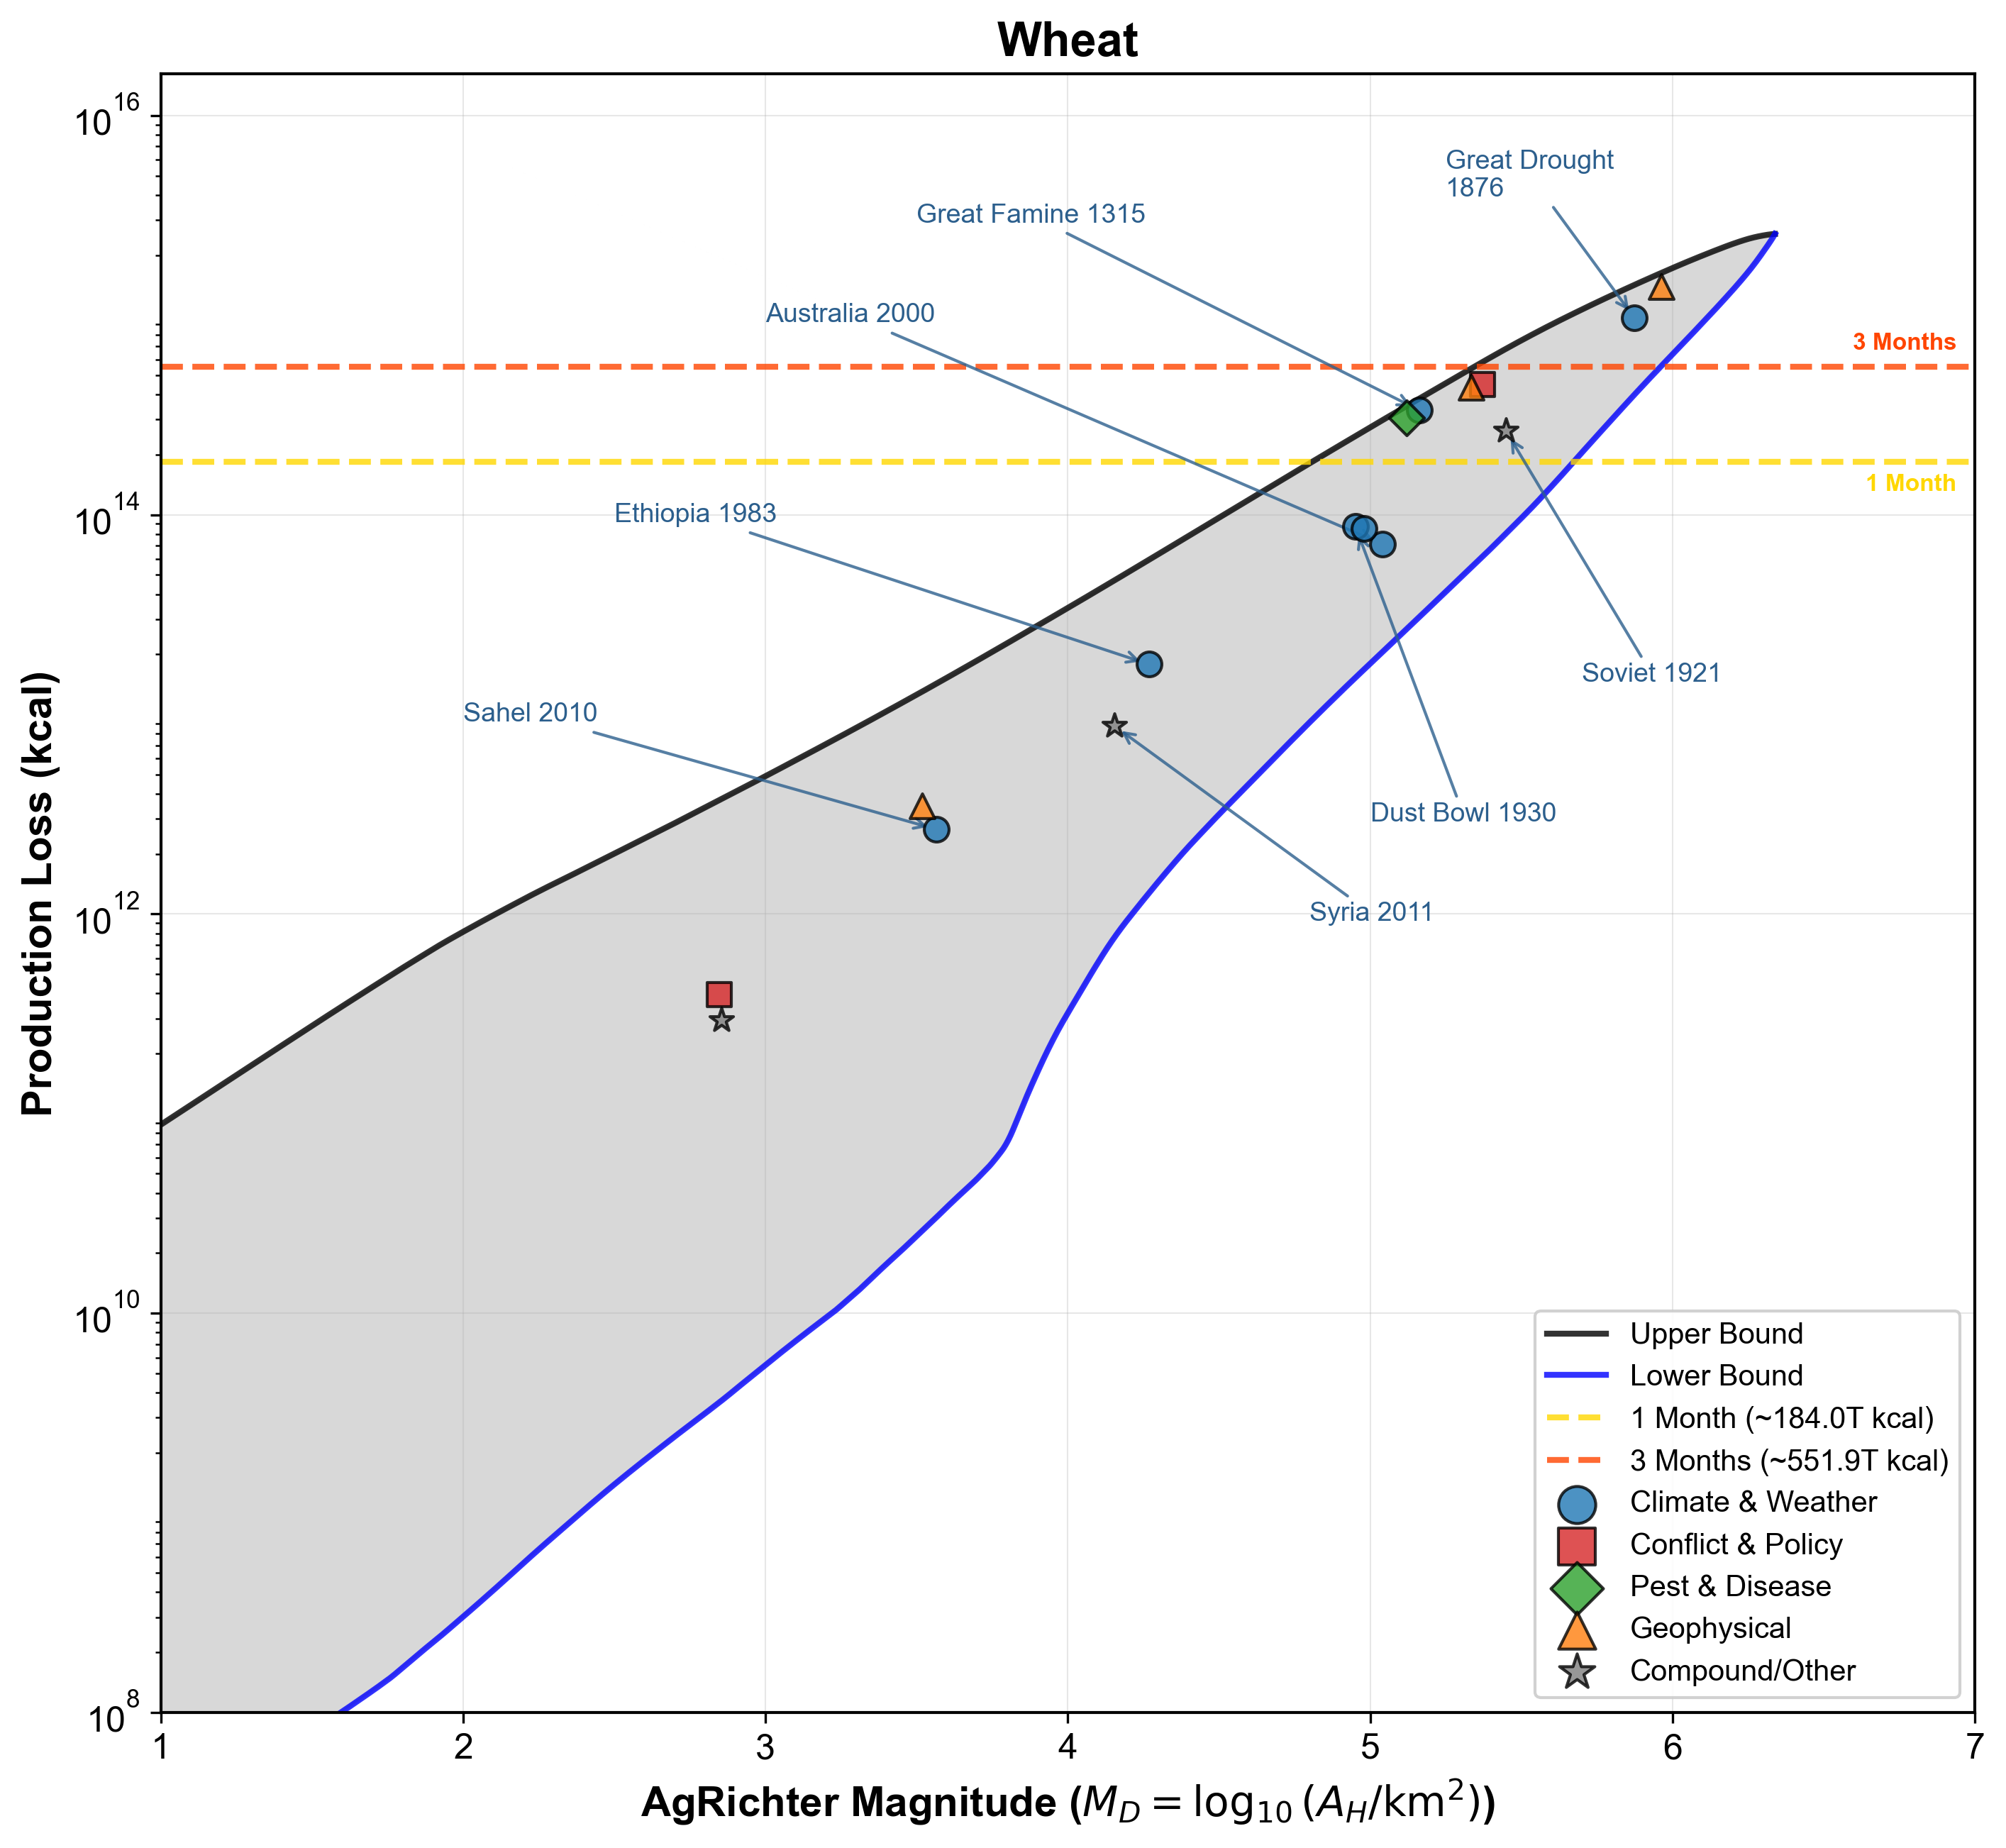 Wheat
Production Loss (kcal)
10^16
10^14
10^12
10^10
10^8
Great Drought
1876
Great Famine 1315
Australia 2000
3 Months
1 Month
Ethiopia 1983
Soviet 1921
Sahel 2010
Dust Bowl 1930
Syria 2011
Upper Bound
Lower Bound
1 Month (~184.0T kcal)
3 Months (~551.9T kcal)
Climate & Weather
Conflict & Policy
Pest & Disease
Geophysical
Compound/Other
1 2 3 4 5 6 7
AgRichter Magnitude (M_D = log_10 (A_H/km^2))